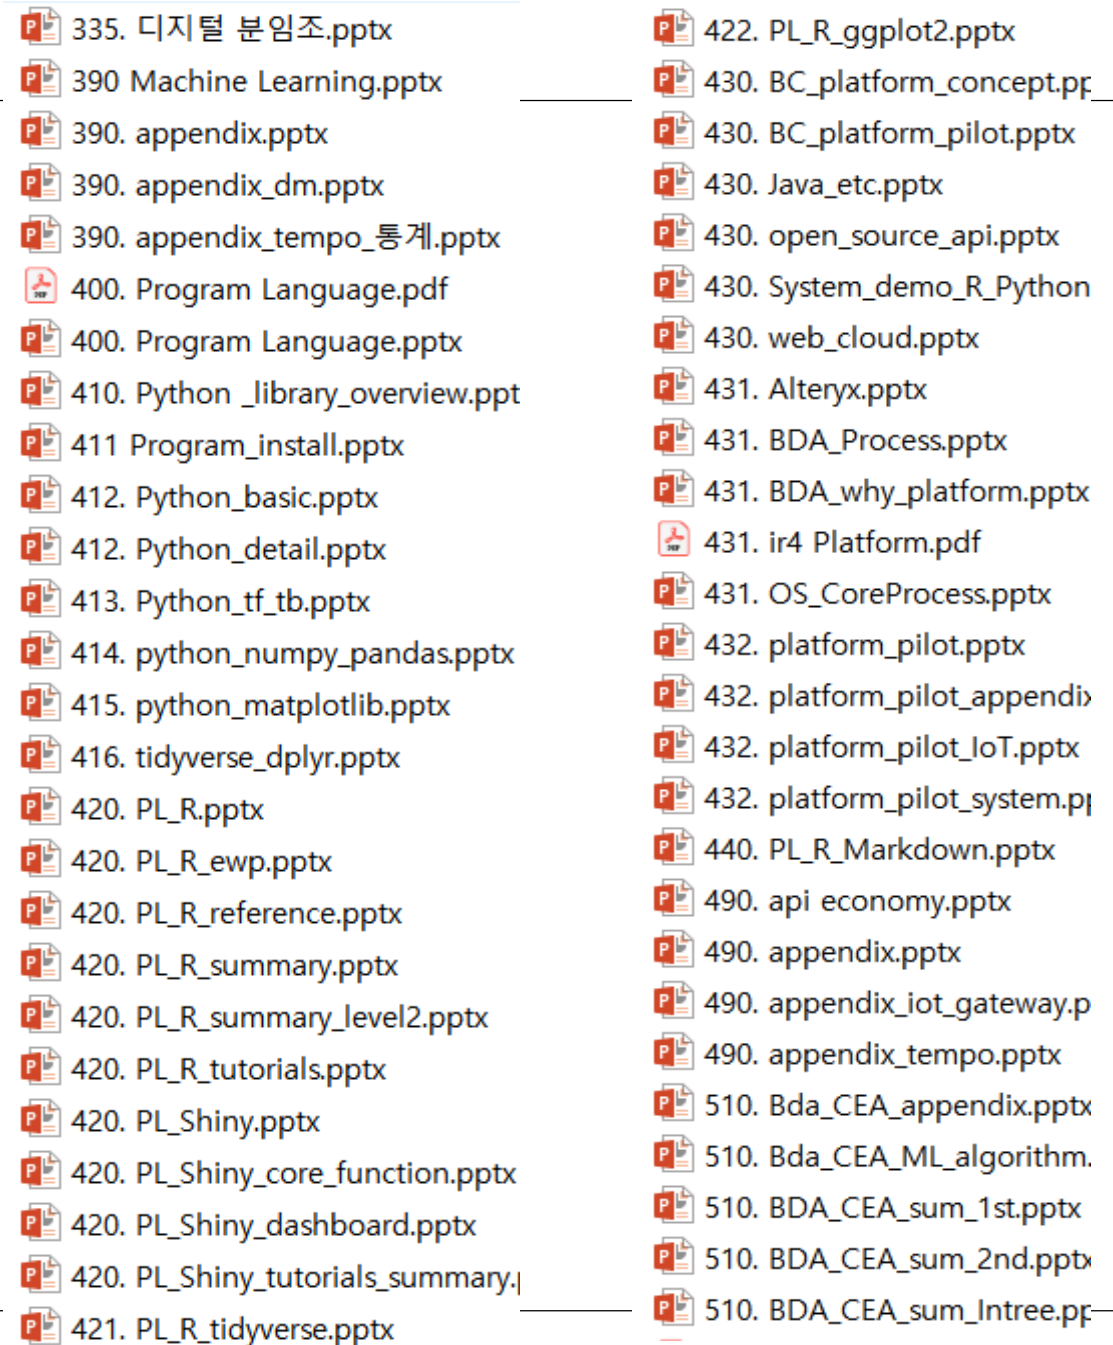 335. 디지털 분임조.pptx
390 Machine Learning.pptx
390. appendix.pptx
390. appendix_dm.pptx
390. appendix_tempo_통계.pptx
400. Program Language.pdf
400. Program Language.pptx
410. Python _library_overview.ppt
411 Program_install.pptx
412. Python_basic.pptx
412. Python_detail.pptx
413. Python_tf_tb.pptx
414. python_numpy_pandas.pptx
415. python_matplotlib.pptx
416. tidyverse_dplyr.pptx
420. PL_R.pptx
420. PL_R_ewp.pptx
420. PL_R_reference.pptx
420. PL_R_summary.pptx
420. PL_R_summary_level2.pptx
420. PL_R_tutorials.pptx
420. PL_Shiny.pptx
420. PL_Shiny_core_function.pptx
420. PL_Shiny_dashboard.pptx
420. PL_Shiny_tutorials_summary.p
421. PL_R_tidyverse.pptx
422. PL_R_ggplot2.pptx
430. BC_platform_concept.pp
430. BC_platform_pilot.pptx
430. Java_etc.pptx
430. open_source_api.pptx
430. System_demo_R_Python
430. web_cloud.pptx
431. Alteryx.pptx
431. BDA_Process.pptx
431. BDA_why_platform.pptx
431. ir4 Platform.pdf
431. OS_CoreProcess.pptx
432. platform_pilot.pptx
432. platform_pilot_appendix
432. platform_pilot_IoT.pptx
432. platform_pilot_system.pp
440. PL_R_Markdown.pptx
490. api economy.pptx
490. appendix.pptx
490. appendix_iot_gateway.p
490. appendix_tempo.pptx
510. Bda_CEA_appendix.pptx
510. Bda_CEA_ML_algorithm.
510. BDA_CEA_sum_1st.pptx
510. BDA_CEA_sum_2nd.pptx
510. BDA_CEA_sum_Intree.pp